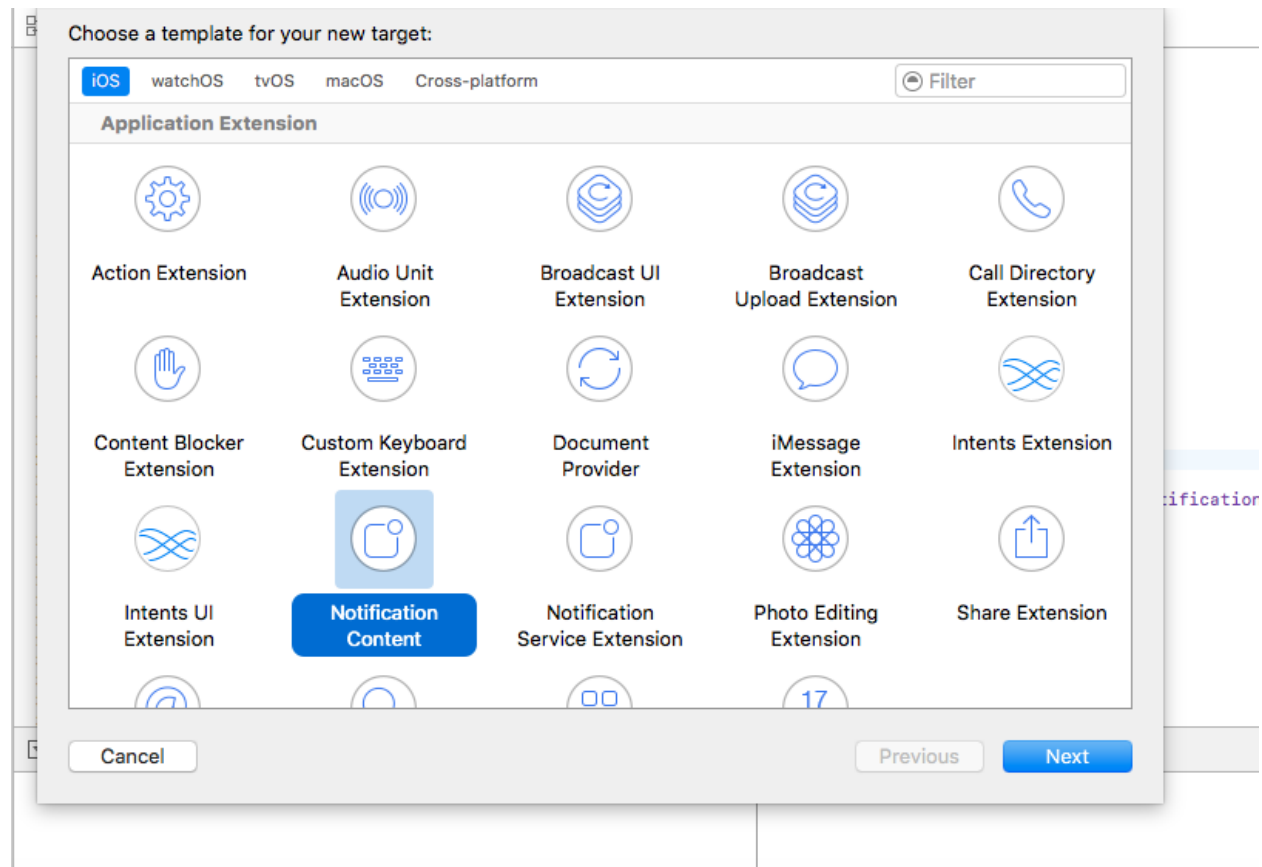 Choose a template for your new target:
iOS watchOS tvOS macOS Cross-platform Filter
Application Extension
Action Extension
Audio Unit
Extension
Broadcast UI
Extension
Broadcast
Upload Extension
Call Directory
Extension
Content Blocker
Extension
Custom Keyboard
Extension
Document
Provider
iMessage
Extension
Intents Extension
Intents UI
Extension
Notification
Content
Notification
Service Extension
Photo Editing
Extension
Share Extension
17
Cancel Previous Next